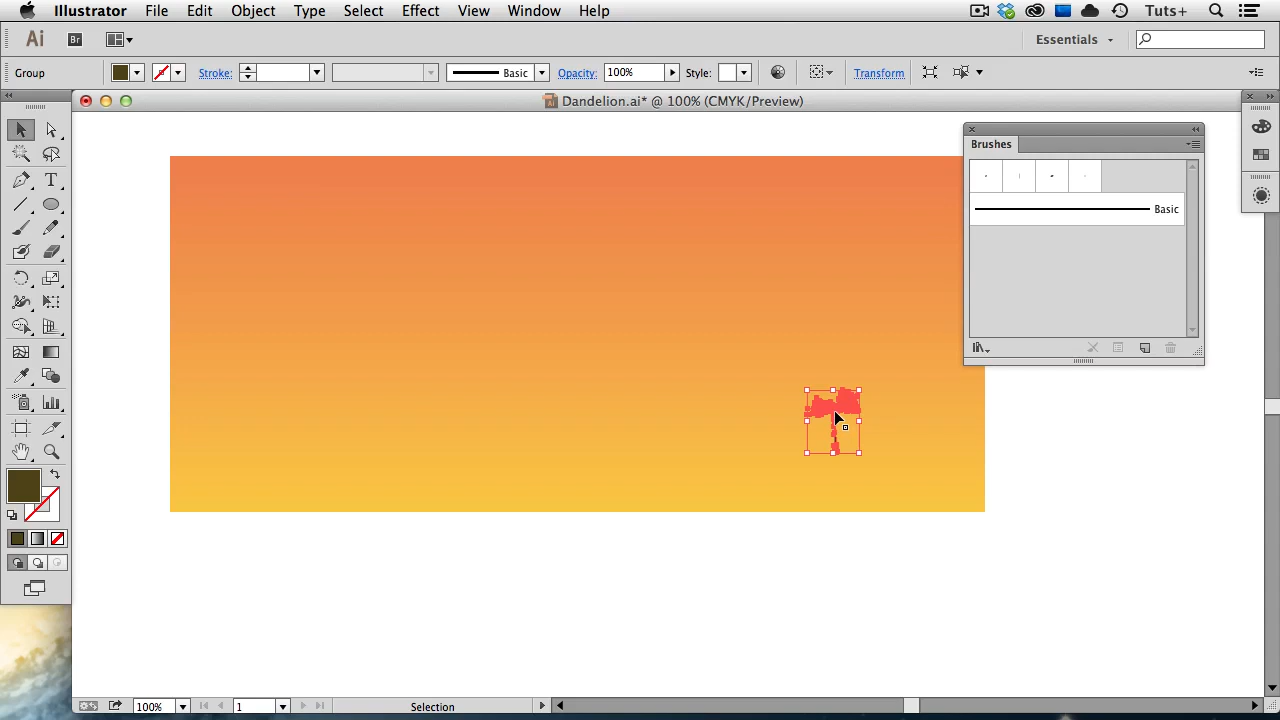 Illustrator File Edit Object Type Select Effect View Window Help Tuts+
Ai Br Essentials
Group Stroke: Basic Opacity: 100% Style: Transform
Dandelion.ai* @ 100% (CMYK/Preview)
Brushes
T
Basic
100% 1 Selection